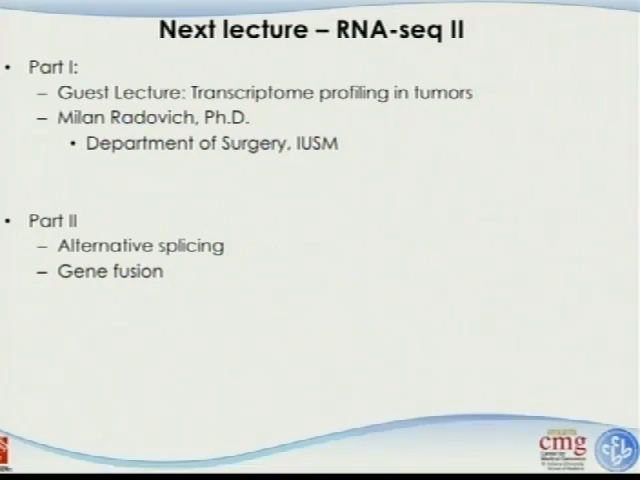 Next lecture – RNA-seq II
• Part I:
– Guest Lecture: Transcriptome profiling in tumors
– Milan Radovich, Ph.D.
• Department of Surgery, IUSM
• Part II
– Alternative splicing
– Gene fusion
cmg